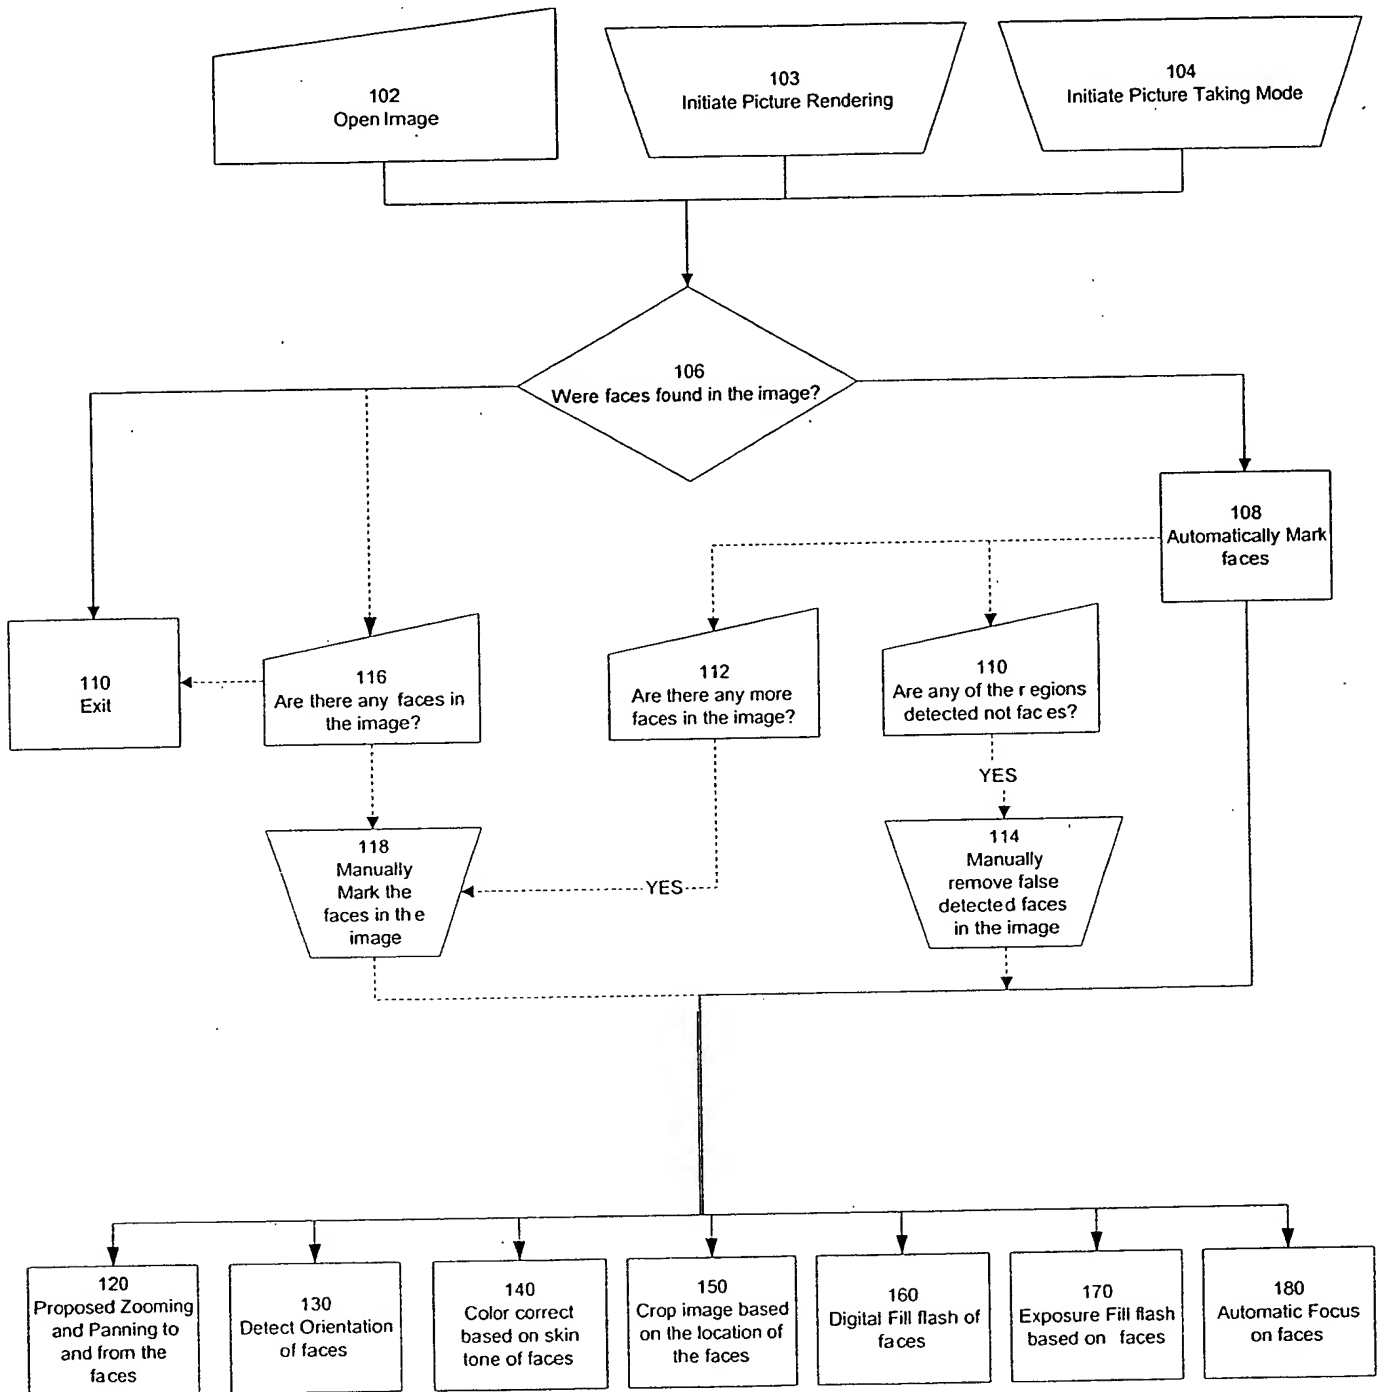 102
Open Image
103
Initiate Picture Rendering
104
Initiate Picture Taking Mode
106
Were faces found in the image?
108
Automatically Mark
faces
110
Exit
116
Are there any faces in
the image?
112
Are there any more
faces in the image?
110
Are any of the regions
detected not faces?
YES
118
Manually
Mark the
faces in the
image
YES
114
Manually
remove false
detected faces
in the image
120
Proposed Zooming
and Panning to
and from the
faces
130
Detect Orientation
of faces
140
Color correct
based on skin
tone of faces
150
Crop image based
on the location of
the faces
160
Digital Fill flash of
faces
170
Exposure Fill flash
based on faces
180
Automatic Focus
on faces